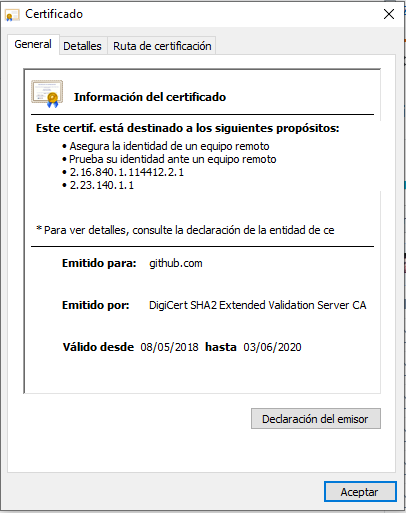 Certificado
General Detalles Ruta de certificación
Información del certificado
Este certif. está destinado a los siguientes propósitos:
• Asegura la identidad de un equipo remoto
• Prueba su identidad ante un equipo remoto
• 2.16.840.1.114412.2.1
• 2.23.140.1.1
* Para ver detalles, consulte la declaración de la entidad de ce
Emitido para: github.com
Emitido por: DigiCert SHA2 Extended Validation Server CA
Válido desde 08/05/2018 hasta 03/06/2020
Declaración del emisor
Aceptar